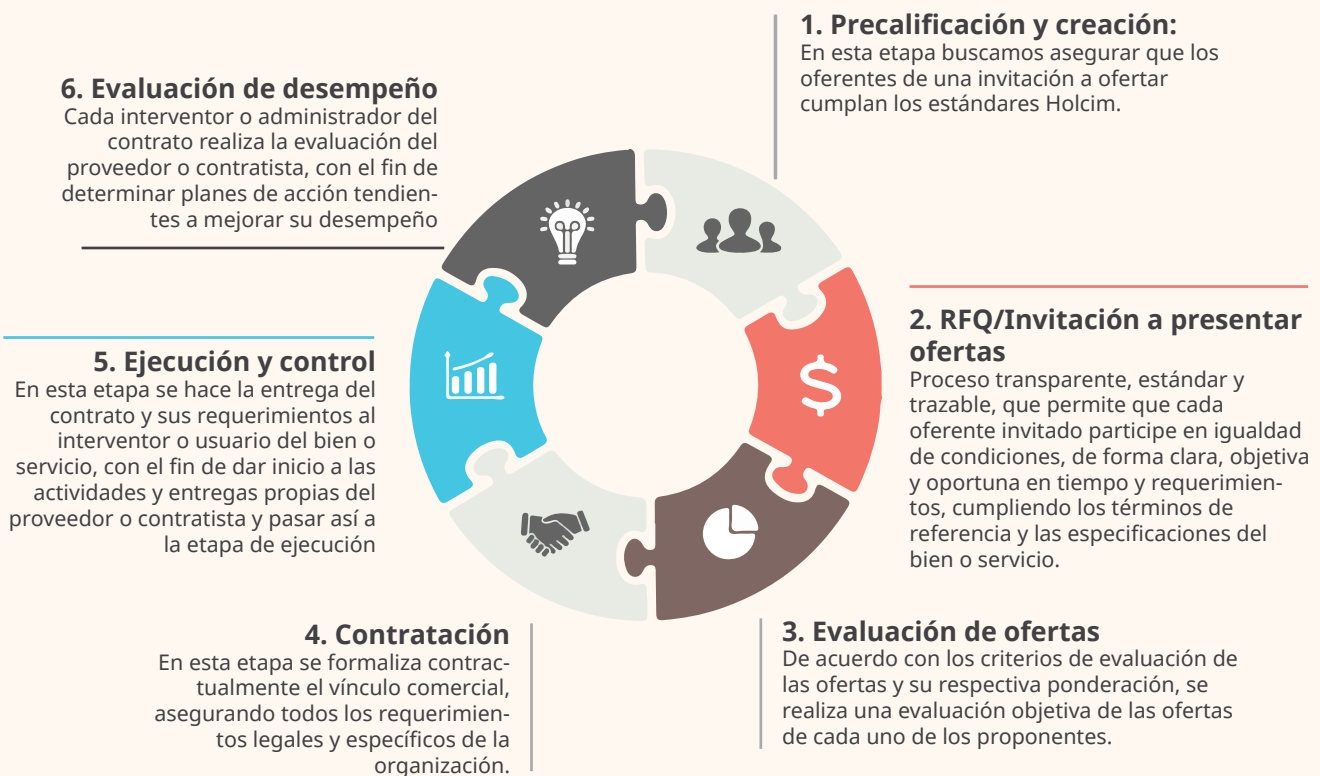 1. Precalificación y creación:
En esta etapa buscamos asegurar que los
oferentes de una invitación a ofertar
cumplan los estándares Holcim.
2. RFQ/Invitación a presentar
ofertas
Proceso transparente, estándar y
trazable, que permite que cada
oferente invitado participe en igualdad
de condiciones, de forma clara, objetiva
y oportuna en tiempo y requerimien-
tos, cumpliendo los términos de
referencia y las especificaciones del
bien o servicio.
3. Evaluación de ofertas
De acuerdo con los criterios de evaluación de
las ofertas y su respectiva ponderación, se
realiza una evaluación objetiva de las ofertas
de cada uno de los proponentes.
4. Contratación
En esta etapa se formaliza contrac-
tualmente el vínculo comercial,
asegurando todos los requerimien-
tos legales y específicos de la
organización.
5. Ejecución y control
En esta etapa se hace la entrega del
contrato y sus requerimientos al
interventor o usuario del bien o
servicio, con el fin de dar inicio a las
actividades y entregas propias del
proveedor o contratista y pasar así a
la etapa de ejecución
6. Evaluación de desempeño
Cada interventor o administrador del
contrato realiza la evaluación del
proveedor o contratista, con el fin de
determinar planes de acción tendien-
tes a mejorar su desempeño
$